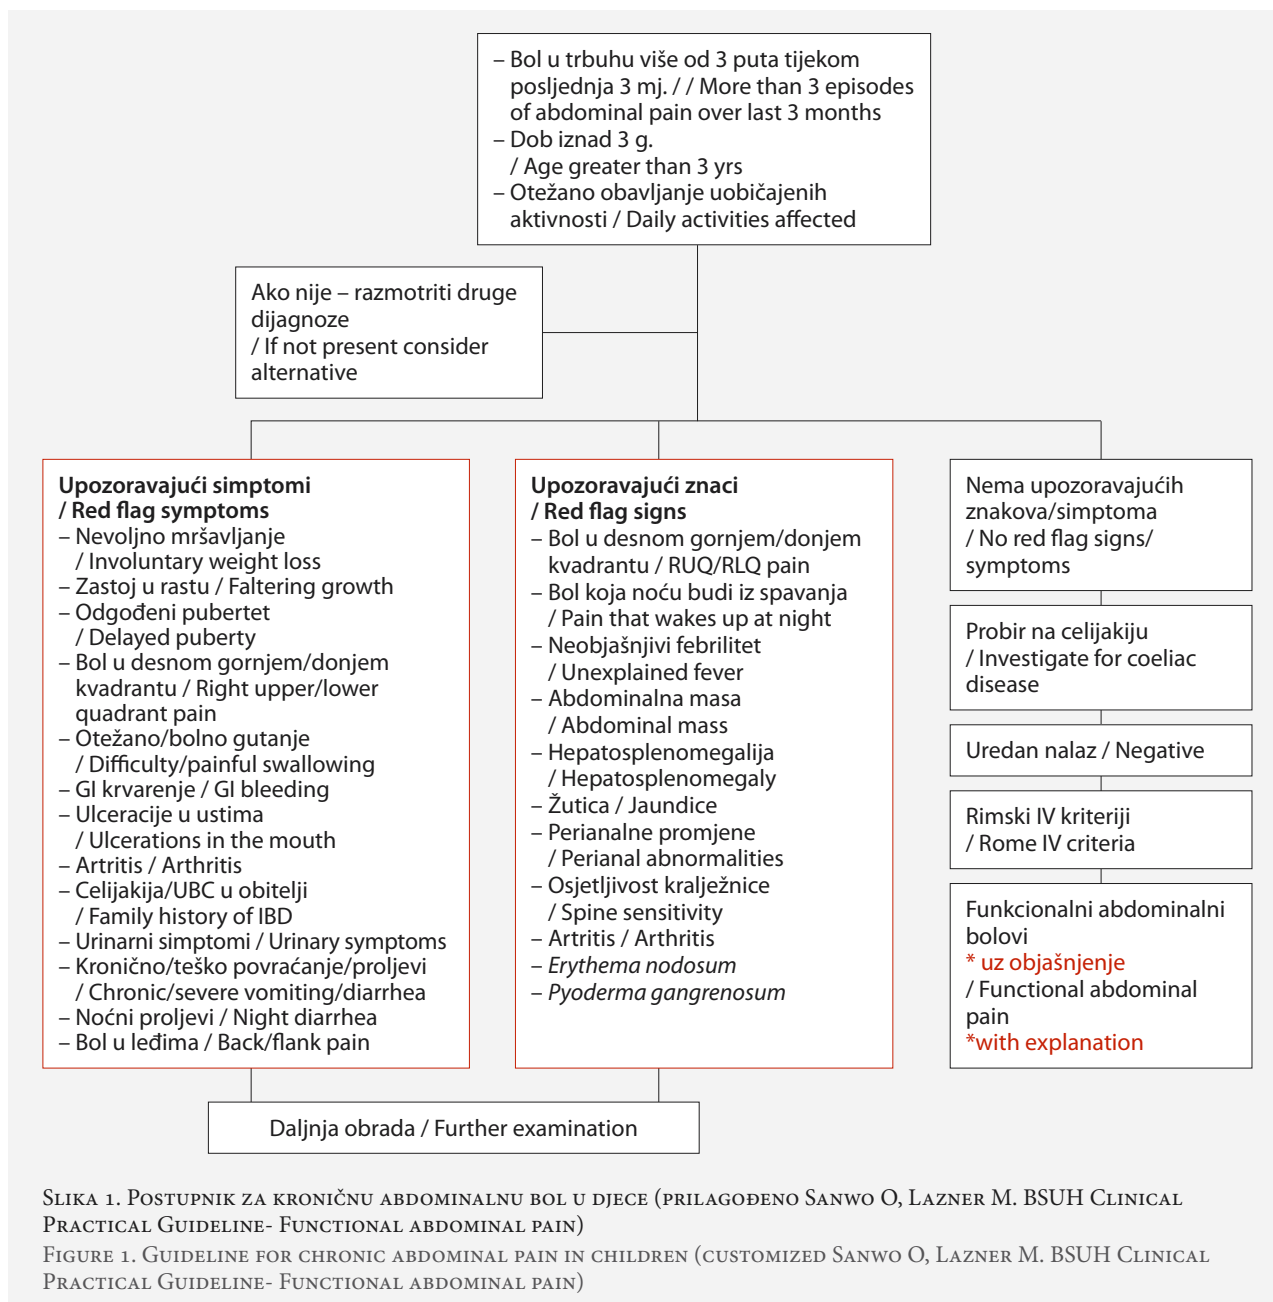 – Bol u trbuhu više od 3 puta tijekom
posljednja 3 mj. / / More than 3 episodes
of abdominal pain over last 3 months
– Dob iznad 3 g.
/ Age greater than 3 yrs
– Otežano obavljanje uobičajenih
aktivnosti / Daily activities affected
Ako nije – razmotriti druge
dijagnoze
/ If not present consider
alternative
Upozoravajući simptomi
/ Red flag symptoms
– Nevoljno mršavljanje
/ Involuntary weight loss
– Zastoj u rastu / Faltering growth
– Odgođeni pubertet
/ Delayed puberty
– Bol u desnom gornjem/donjem
kvadrantu / Right upper/lower
quadrant pain
– Otežano/bolno gutanje
/ Difficulty/painful swallowing
– GI krvarenje / GI bleeding
– Ulceracije u ustima
/ Ulcerations in the mouth
– Artritis / Arthritis
– Celijakija/UBC u obitelji
/ Family history of IBD
– Urinarni simptomi / Urinary symptoms
– Kronično/teško povraćanje/proljevi
/ Chronic/severe vomiting/diarrhea
– Noćni proljevi / Night diarrhea
– Bol u leđima / Back/flank pain
Upozoravajući znaci
/ Red flag signs
– Bol u desnom gornjem/donjem
kvadrantu / RUQ/RLQ pain
– Bol koja noću budi iz spavanja
/ Pain that wakes up at night
– Neobjašnjivi febrilitet
/ Unexplained fever
– Abdominalna masa
/ Abdominal mass
– Hepatosplenomegalija
/ Hepatosplenomegaly
– Žutica / Jaundice
– Perianalne promjene
/ Perianal abnormalities
– Osjetljivost kralježnice
/ Spine sensitivity
– Artritis / Arthritis
– Erythema nodosum
– Pyoderma gangrenosum
Nema upozoravajućih
znakova/simptoma
/ No red flag signs/
symptoms
Probir na celijakiju
/ Investigate for coeliac
disease
Uredan nalaz / Negative
Rimski IV kriteriji
/ Rome IV criteria
Funkcionalni abdominalni
bolovi
* uz objašnjenje
/ Functional abdominal
pain
*with explanation
Daljnja obrada / Further examination
Slika 1. Postupnik za kroničnu abdominalnu bol u djece (prilagođeno Sanwo O, Lazner M. BSUH Clinical
Practical Guideline- Functional abdominal pain)
Figure 1. Guideline for chronic abdominal pain in children (customized Sanwo O, Lazner M. BSUH Clinical
Practical Guideline- Functional abdominal pain)